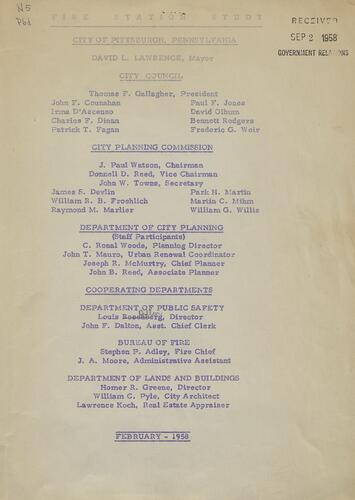 N5
P6d
FIRE STATION STUDY
RECEIVED
SEP 2 1958
GOVERNMENT RELATIONS
CITY OF PITTSBURGH, PENNSYLVANIA
DAVID L. LAWRENCE, Mayor
CITY COUNCIL
Thomas F. Gallagher, President
John F. Counahan Paul F. Jones
Irma D'Ascenzo David Olbum
Charles F. Dinan Bennett Rodgers
Patrick T. Fagan Frederic G. Weir
CITY PLANNING COMMISSION
J. Paul Watson, Chairman
Donnell D. Reed, Vice Chairman
John W. Towns, Secretary
James S. Devlin Park H. Martin
William R. B. Froehlich Martin C. Mihm
Raymond M. Marlier William G. Willis
DEPARTMENT OF CITY PLANNING
(Staff Participants)
C. Ronal Woods, Planning Director
John T. Mauro, Urban Renewal Coordinator
Joseph R. McMurtry, Chief Planner
John B. Reed, Associate Planner
COOPERATING DEPARTMENTS
DEPARTMENT OF PUBLIC SAFETY
Louis Rosenberg, Director
John F. Dalton, Asst. Chief Clerk
BUREAU OF FIRE
Stephen P. Adley, Fire Chief
J. A. Moore, Administrative Assistant
DEPARTMENT OF LANDS AND BUILDINGS
Homer R. Greene, Director
William C. Pyle, City Architect
Lawrence Koch, Real Estate Appraiser
FEBRUARY - 1958